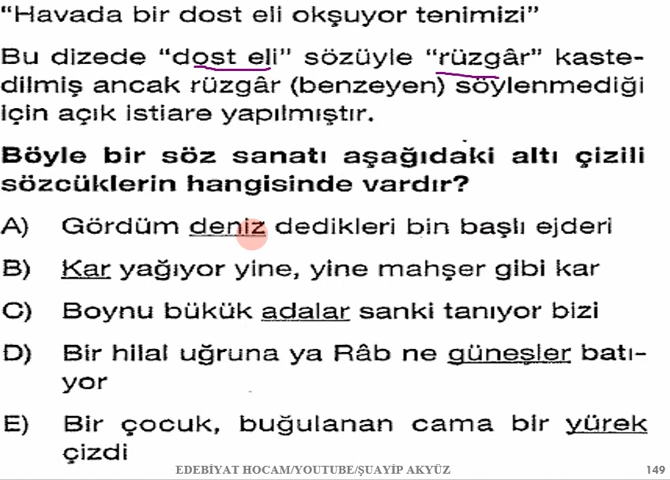 “Havada bir dost eli okşuyor tenimizi”
Bu dizede “dost eli” sözüyle “rüzgâr” kaste-
dilmiş ancak rüzgâr (benzeyen) söylenmediği
için açık istiare yapılmıştır.
Böyle bir söz sanatı aşağıdaki altı çizili
sözcüklerin hangisinde vardır?
A) Gördüm deniz dedikleri bin başlı ejderi
B) Kar yağıyor yine, yine mahşer gibi kar
C) Boynu bükük adalar sanki tanıyor bizi
D) Bir hilal uğruna ya Râb ne güneşler batı-
yor
E) Bir çocuk, buğulanan cama bir yürek
çizdi
EDEBİYAT HOCAM/YOUTUBE/ŞUAYİP AKYÜZ 149